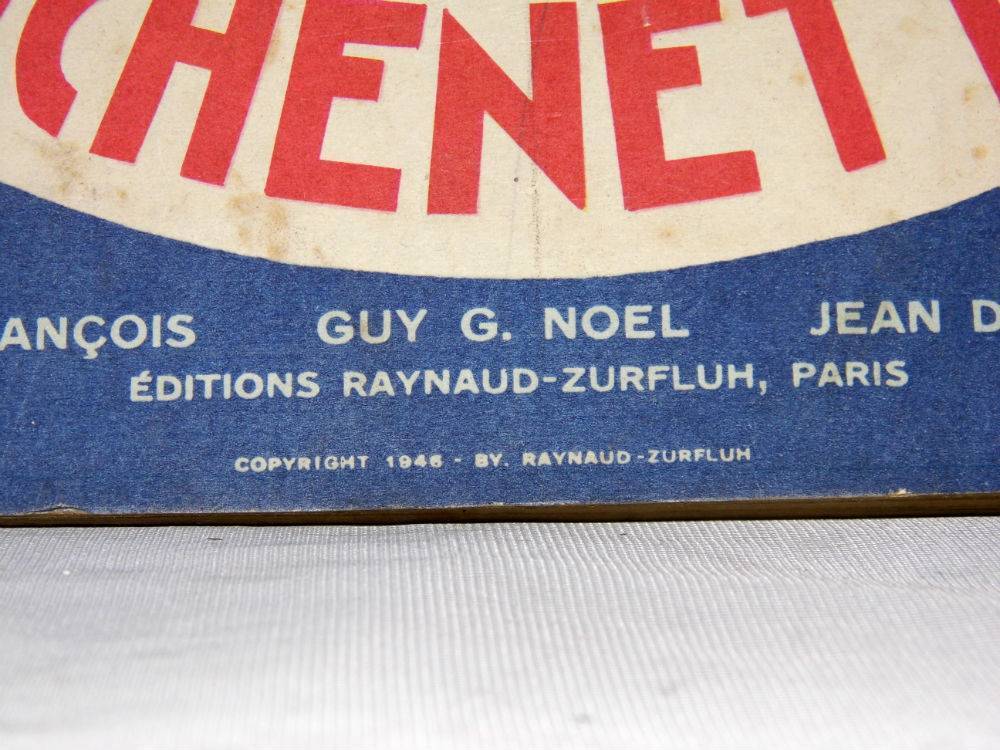 CHENET
ANÇOIS GUY G. NOEL JEAN D
ÉDITIONS RAYNAUD-ZURFLUH, PARIS
COPYRIGHT 1946 - BY. RAYNAUD-ZURFLUH